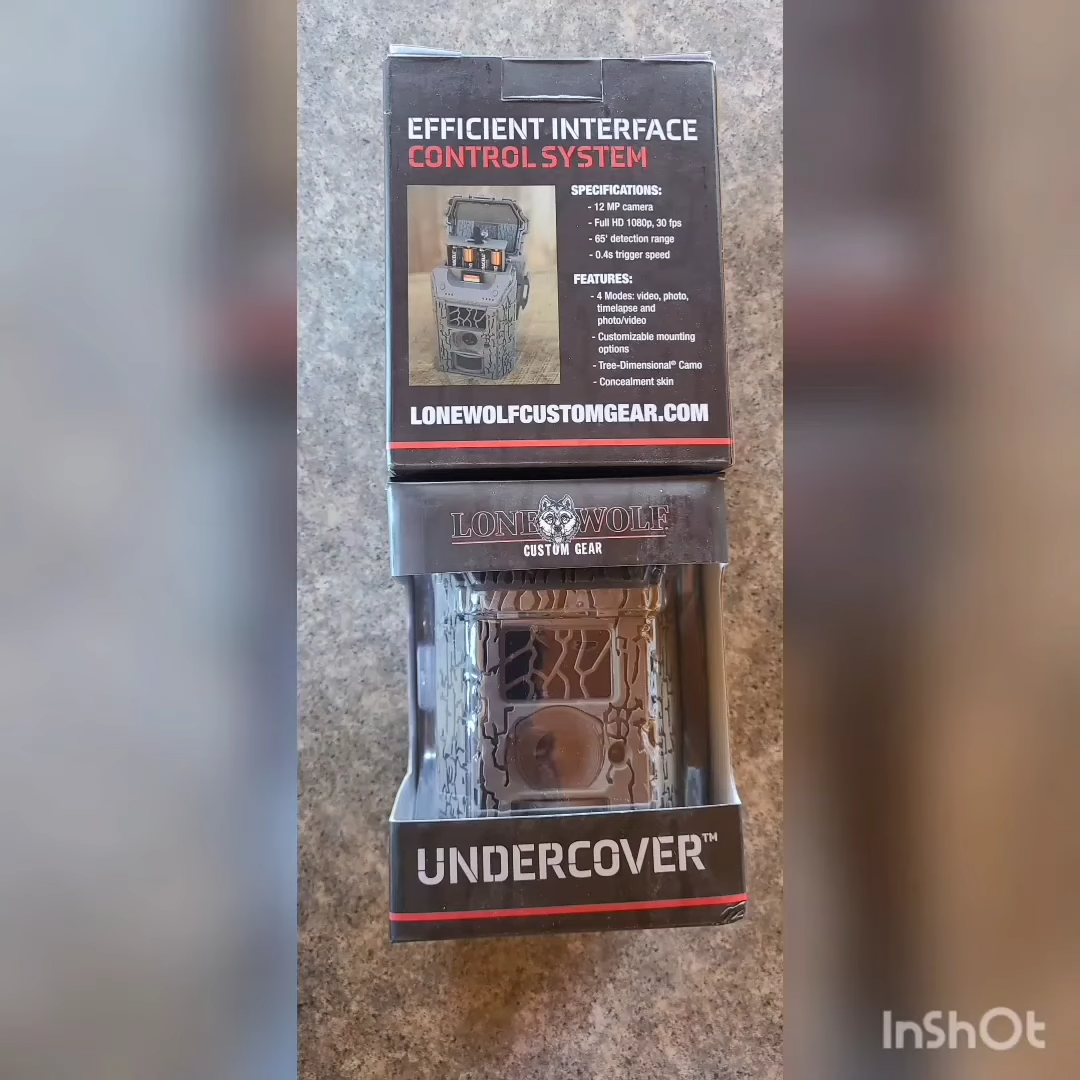 EFFICIENT INTERFACE
CONTROL SYSTEM
SPECIFICATIONS:
- 12 MP camera
- Full HD 1080p, 30 fps
- 65' detection range
- 0.4s trigger speed
FEATURES:
- 4 Modes: video, photo,
timelapse and
photo/video
- Customizable mounting
options
- Tree-Dimensional® Camo
- Concealment skin
LONEWOLFCUSTOMGEAR.COM
LONE WOLF
CUSTOM GEAR
UNDERCOVER™
InShOt